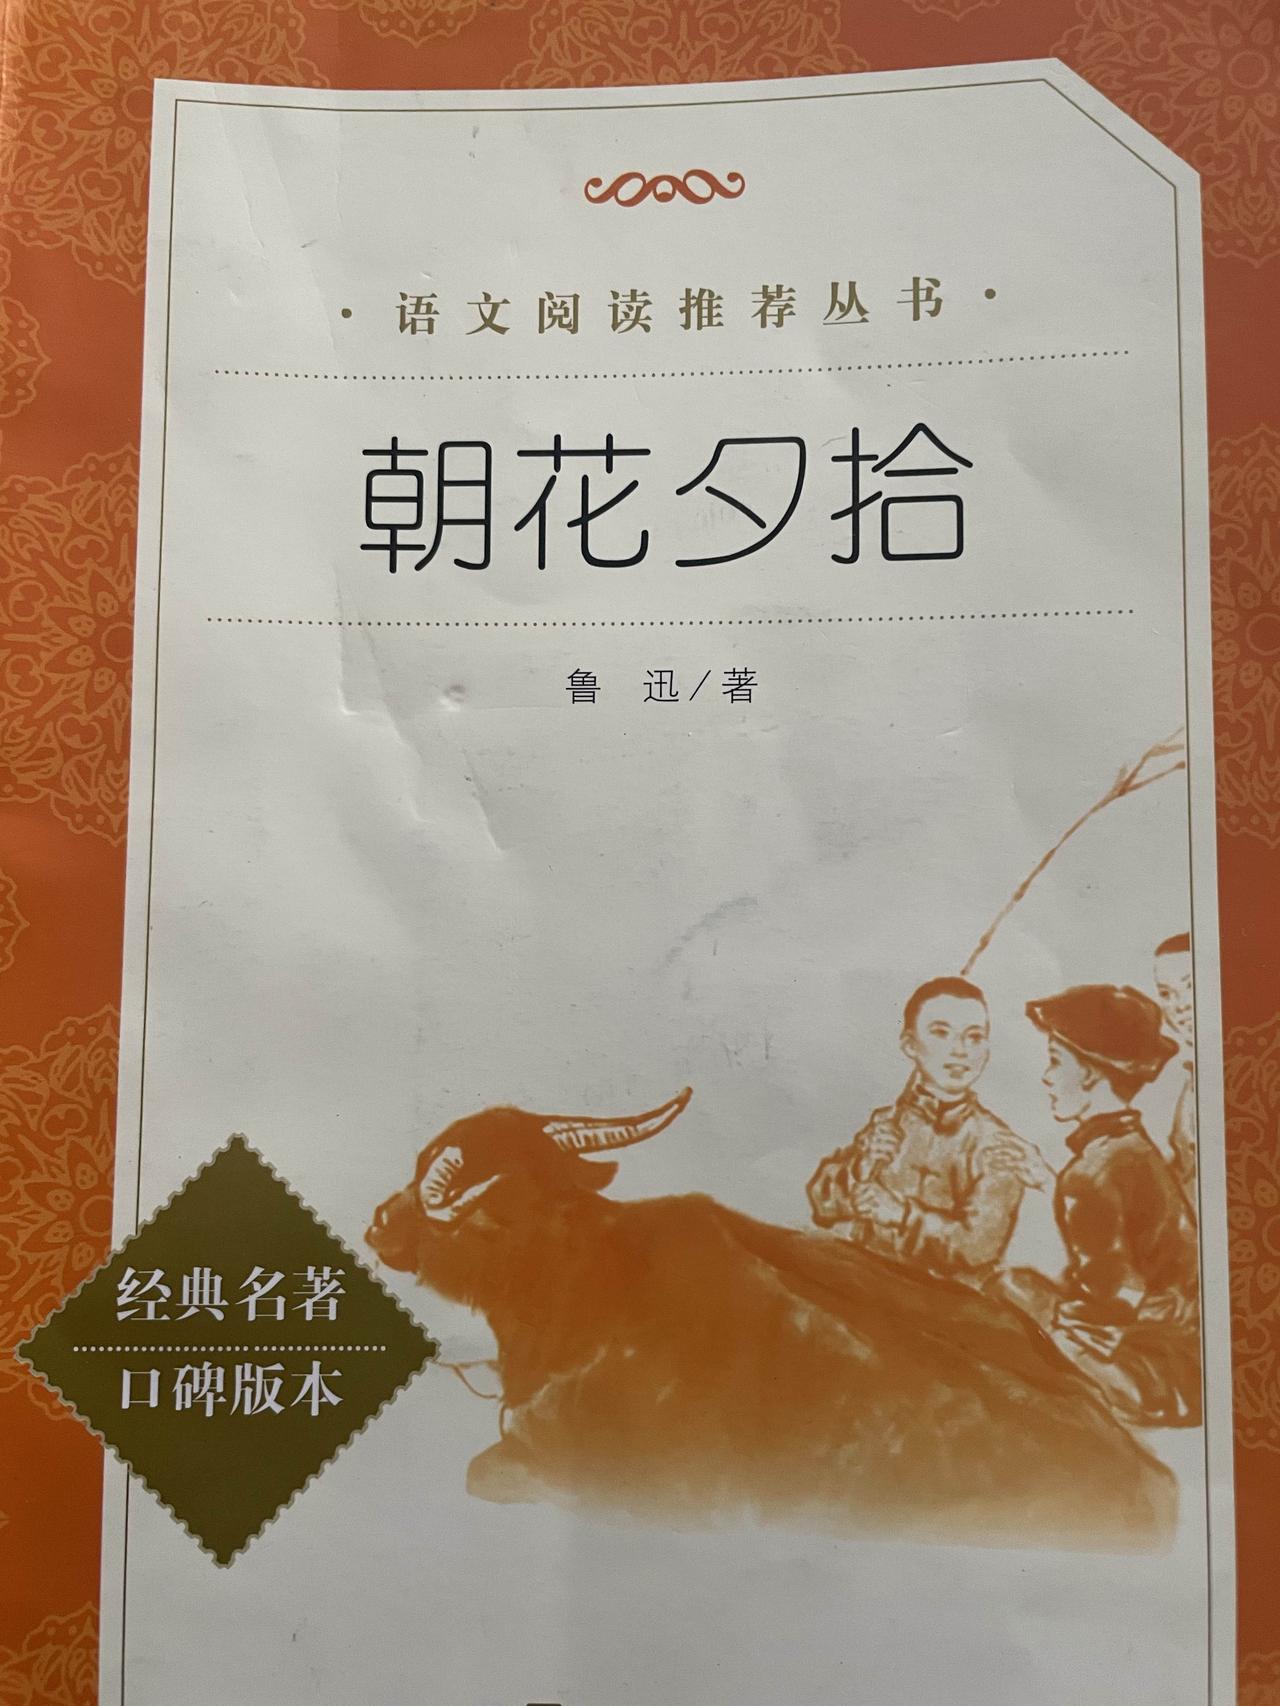 ·语文阅读推荐丛书·
朝花夕拾
鲁 迅/著
经典名著
口碑版本